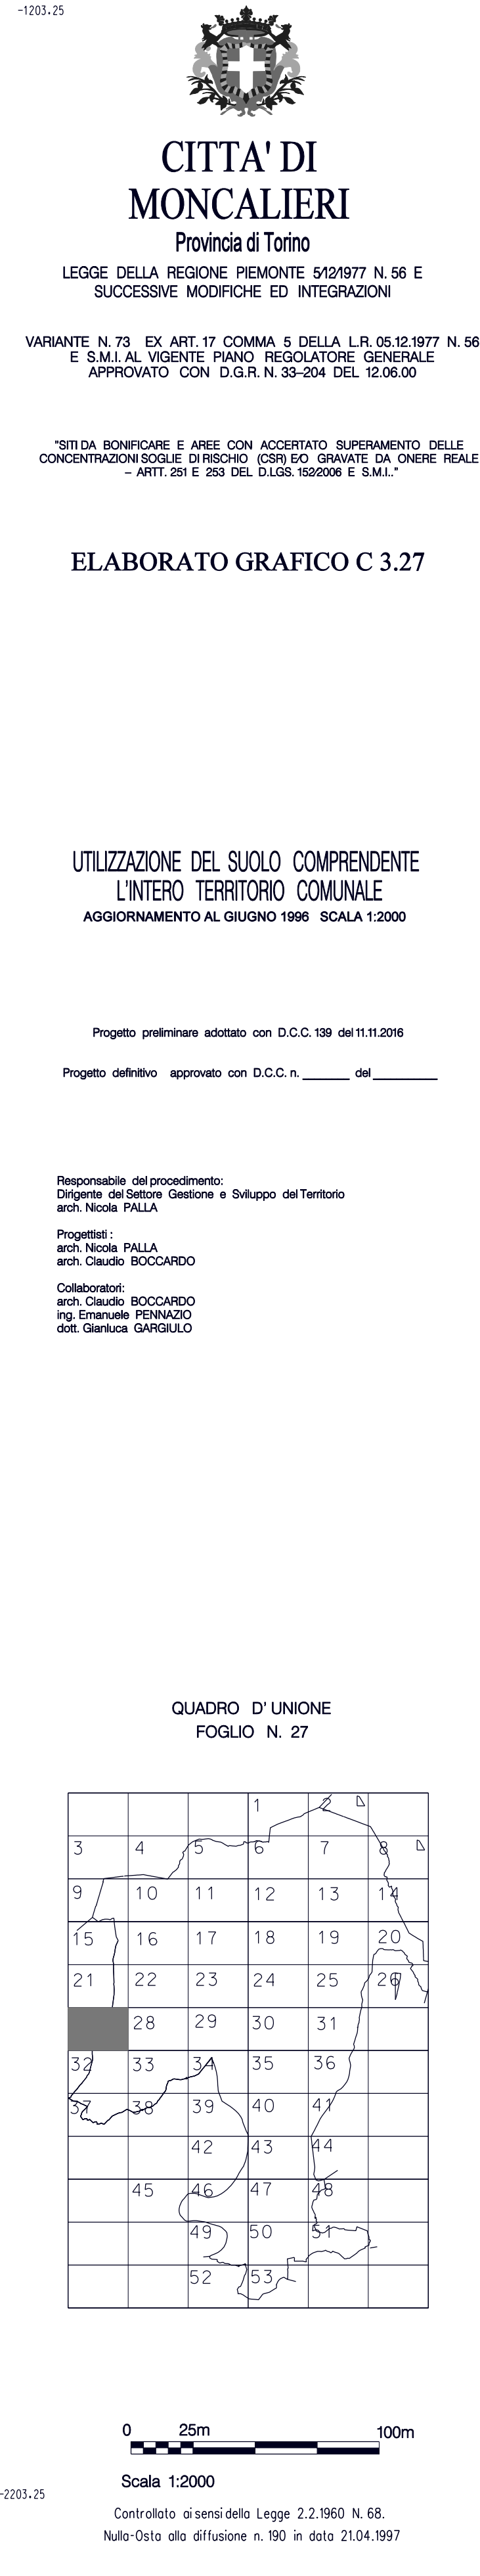 -1203.25
CITTA' DI
MONCALIERI
Provincia di Torino
LEGGE DELLA REGIONE PIEMONTE 5/12/1977 N. 56 E
SUCCESSIVE MODIFICHE ED INTEGRAZIONI
VARIANTE N. 73 EX ART. 17 COMMA 5 DELLA L.R. 05.12.1977 N. 56
E S.M.I. AL VIGENTE PIANO REGOLATORE GENERALE
APPROVATO CON D.G.R. N. 33-204 DEL 12.06.00
"SITI DA BONIFICARE E AREE CON ACCERTATO SUPERAMENTO DELLE
CONCENTRAZIONI SOGLIE DI RISCHIO (CSR) E/O GRAVATE DA ONERE REALE
- ARTT. 251 E 253 DEL D.LGS. 152/2006 E S.M.I.."
ELABORATO GRAFICO C 3.27
UTILIZZAZIONE DEL SUOLO COMPRENDENTE
L'INTERO TERRITORIO COMUNALE
AGGIORNAMENTO AL GIUGNO 1996 SCALA 1:2000
Progetto preliminare adottato con D.C.C. 139 del 11.11.2016
Progetto definitivo approvato con D.C.C. n. ________ del ___________
Responsabile del procedimento:
Dirigente del Settore Gestione e Sviluppo del Territorio
arch. Nicola PALLA
Progettisti :
arch. Nicola PALLA
arch. Claudio BOCCARDO
Collaboratori:
arch. Claudio BOCCARDO
ing. Emanuele PENNAZIO
dott. Gianluca GARGIULO
QUADRO D' UNIONE
FOGLIO N. 27
1 2
3 4 5 6 7 8
9 10 11 12 13 14
15 16 17 18 19 20
21 22 23 24 25 26
28 29 30 31
32 33 34 35 36
37 38 39 40 41
42 43 44
45 46 47 48
49 50 51
52 53
0 25m 100m
Scala 1:2000
-2203.25
Controllato ai sensi della Legge 2.2.1960 N. 68.
Nulla-Osta alla diffusione n. 190 in data 21.04.1997